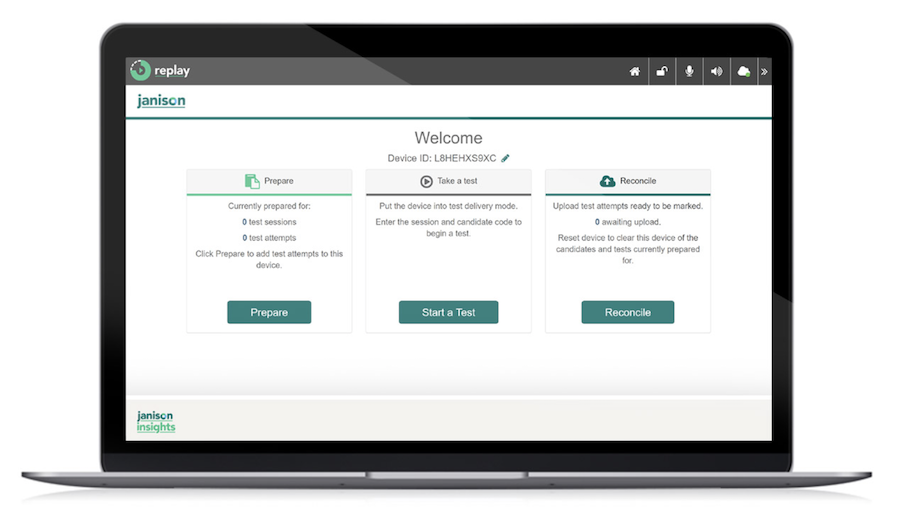 replay
janison
Welcome
Device ID: L8HEHXS9XC
Prepare
Currently prepared for:
0 test sessions
0 test attempts
Click Prepare to add test attempts to this
device.
Prepare
Take a test
Put the device into test delivery mode.
Enter the session and candidate code to
begin a test.
Start a Test
Reconcile
Upload test attempts ready to be marked.
0 awaiting upload.
Reset device to clear this device of the
candidates and tests currently prepared
for.
Reconcile
janison
insights